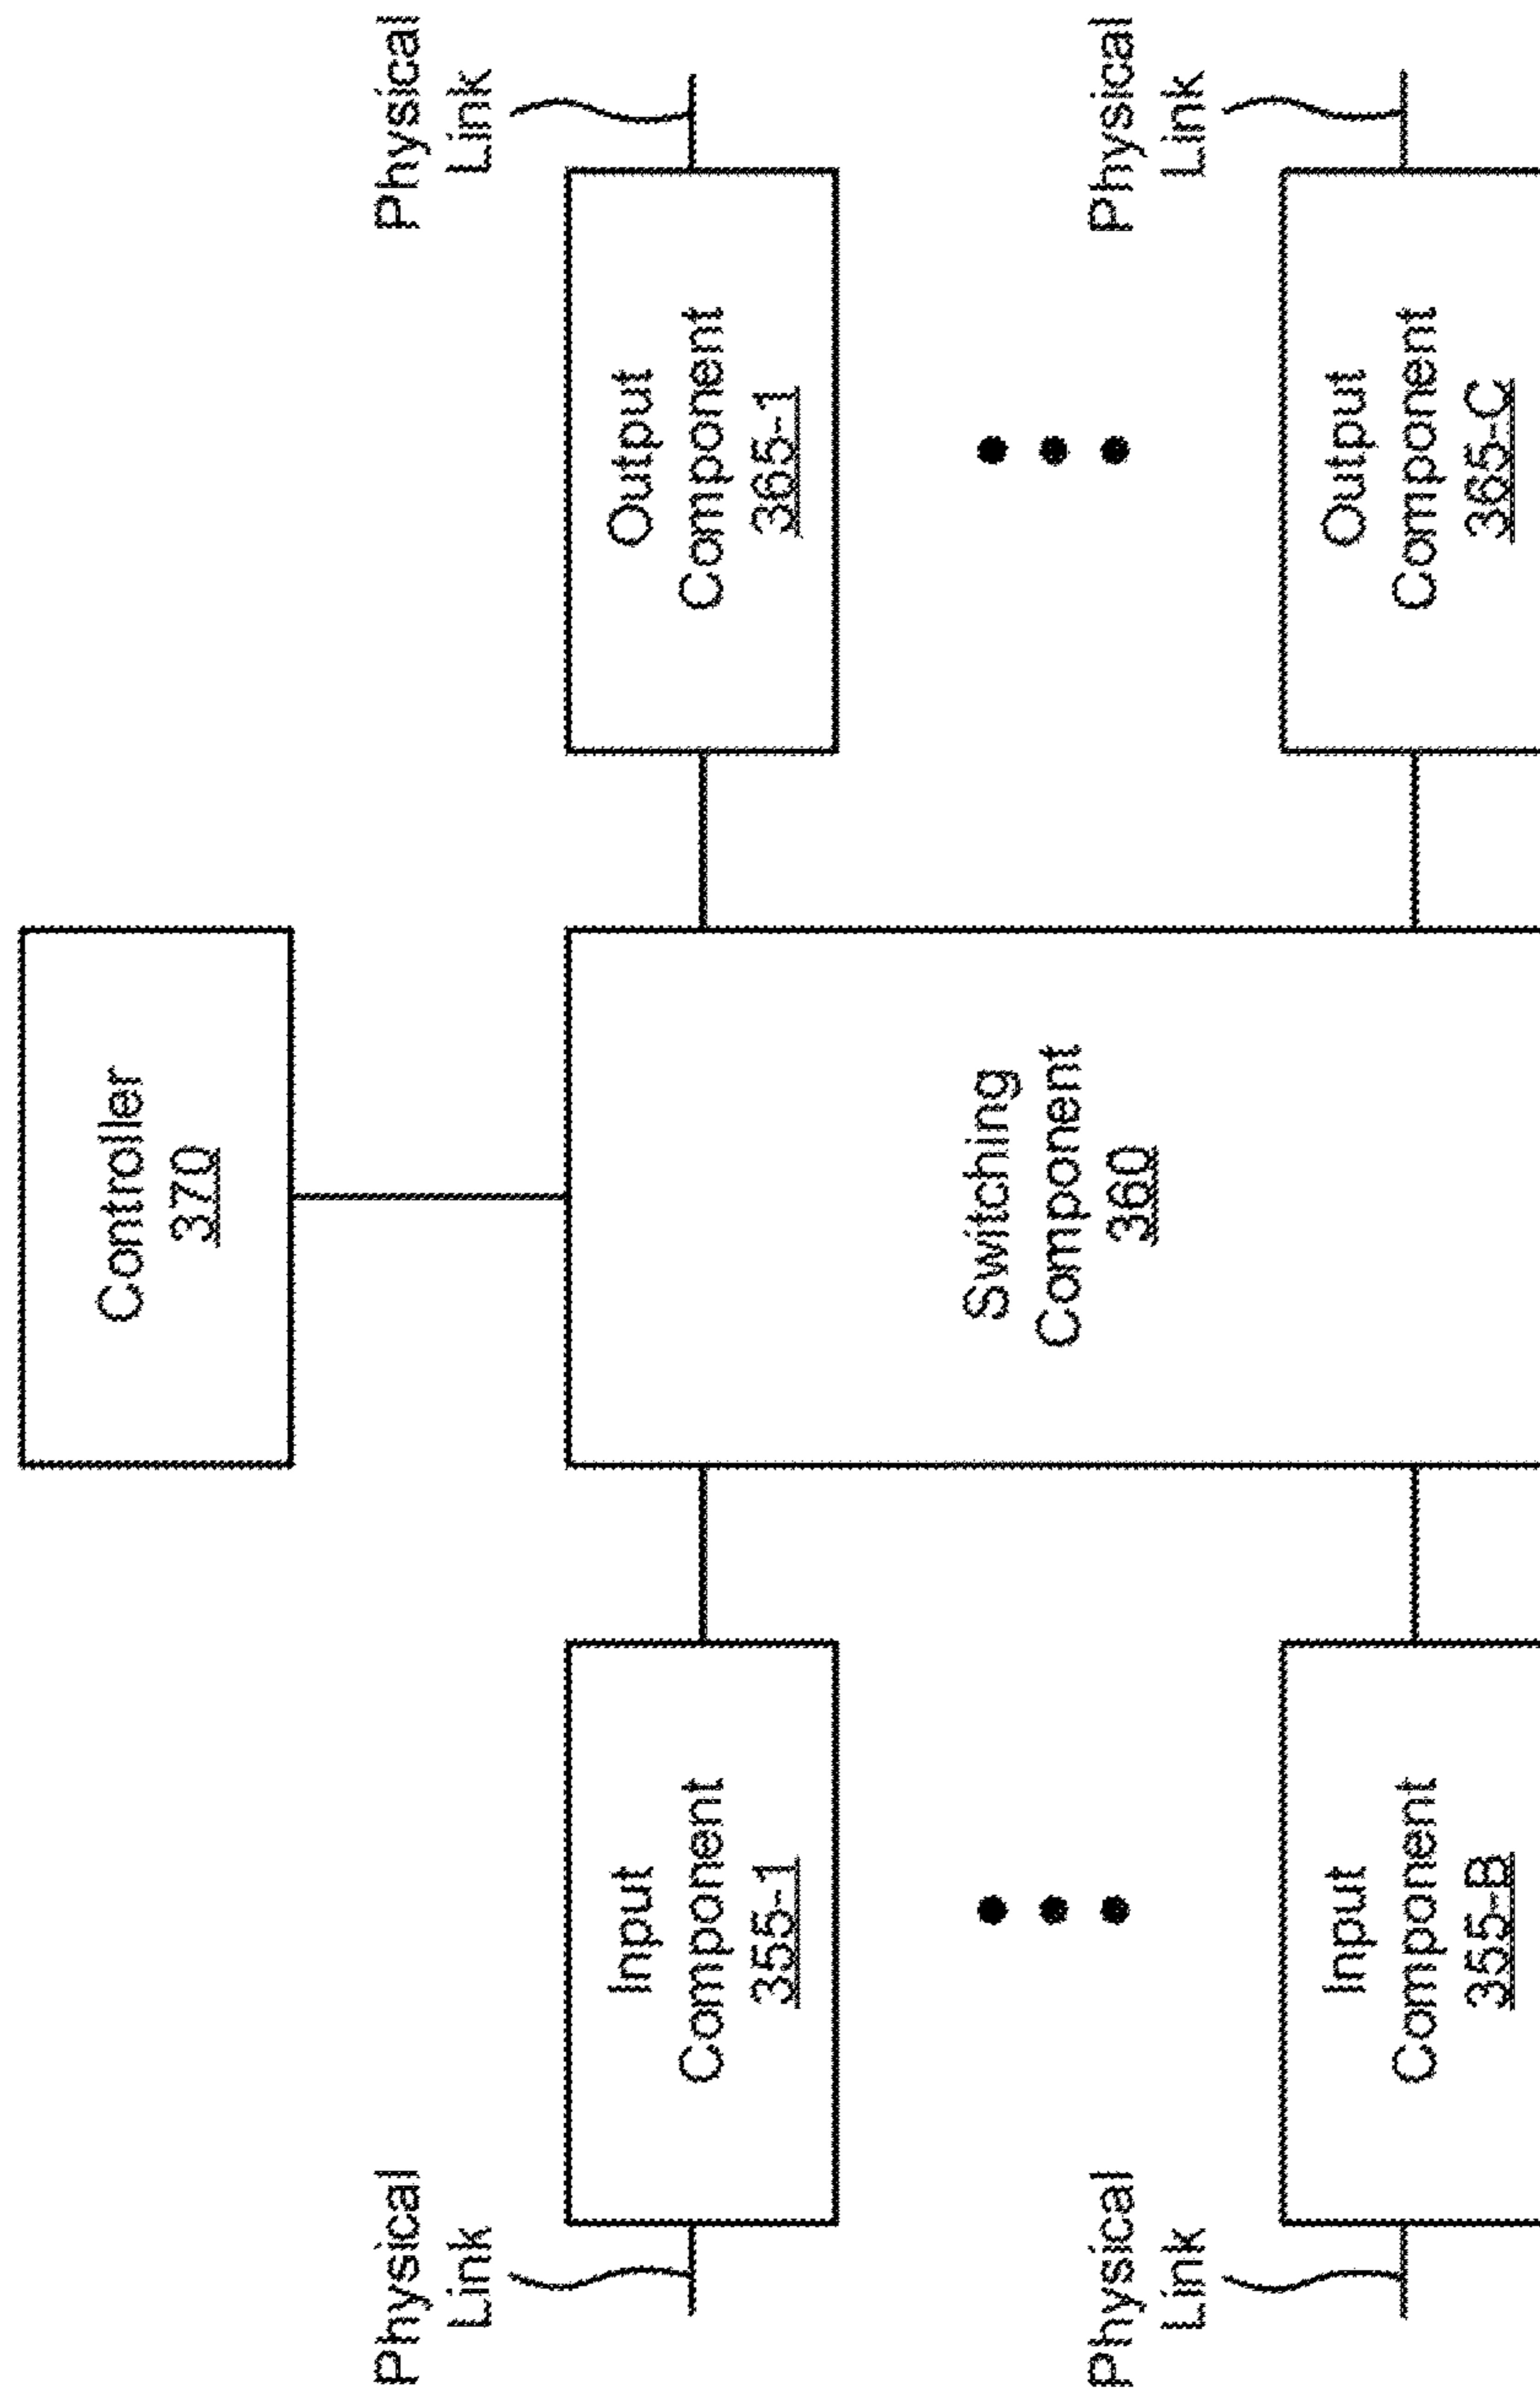 Controller
370
Physical
Link
Physical
Link
Input
Component
355-1
Output
Component
365-1
Switching
Component
360
Physical
Link
Physical
Link
Input
Component
355-B
Output
Component
365-C